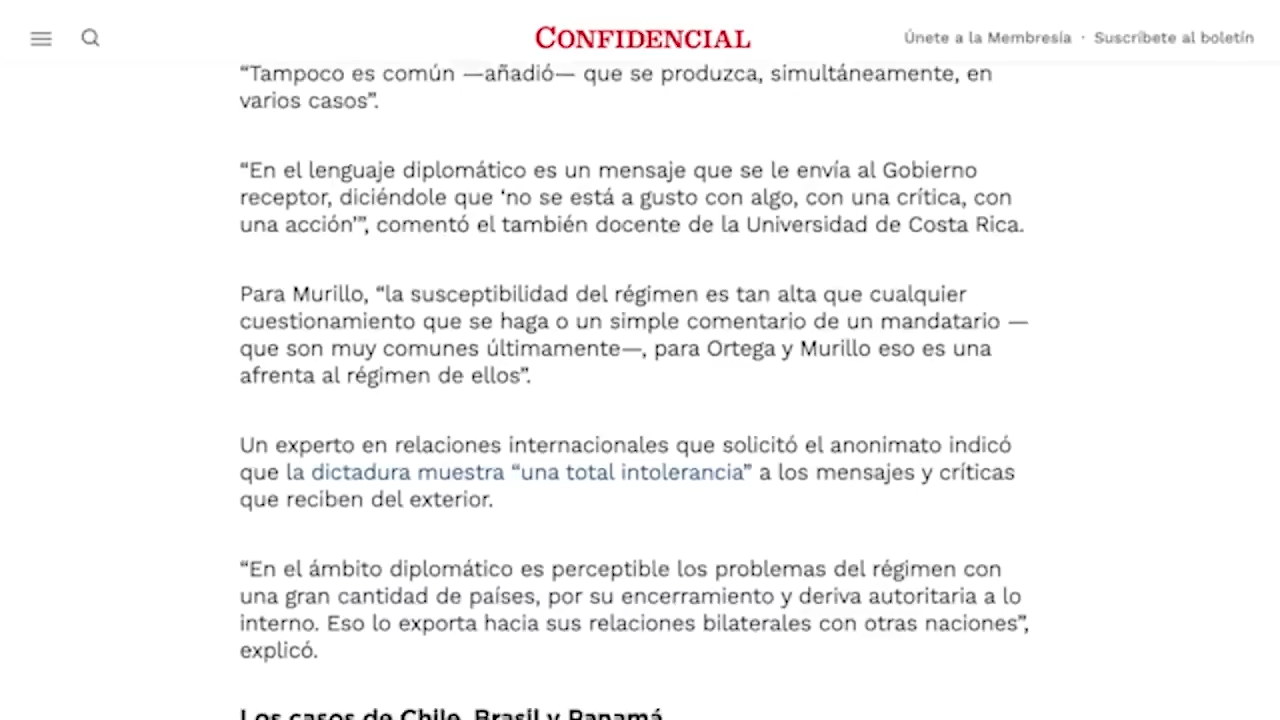 CONFIDENCIAL
Únete a la Membresía · Suscríbete al boletín
“Tampoco es común —añadió— que se produzca, simultáneamente, en
varios casos”.
“En el lenguaje diplomático es un mensaje que se le envía al Gobierno
receptor, diciéndole que ‘no se está a gusto con algo, con una crítica, con
una acción’”, comentó el también docente de la Universidad de Costa Rica.
Para Murillo, “la susceptibilidad del régimen es tan alta que cualquier
cuestionamiento que se haga o un simple comentario de un mandatario —
que son muy comunes últimamente—, para Ortega y Murillo eso es una
afrenta al régimen de ellos”.
Un experto en relaciones internacionales que solicitó el anonimato indicó
que la dictadura muestra “una total intolerancia” a los mensajes y críticas
que reciben del exterior.
“En el ámbito diplomático es perceptible los problemas del régimen con
una gran cantidad de países, por su encerramiento y deriva autoritaria a lo
interno. Eso lo exporta hacia sus relaciones bilaterales con otras naciones”,
explicó.
Los casos de Chile, Brasil y Panamá